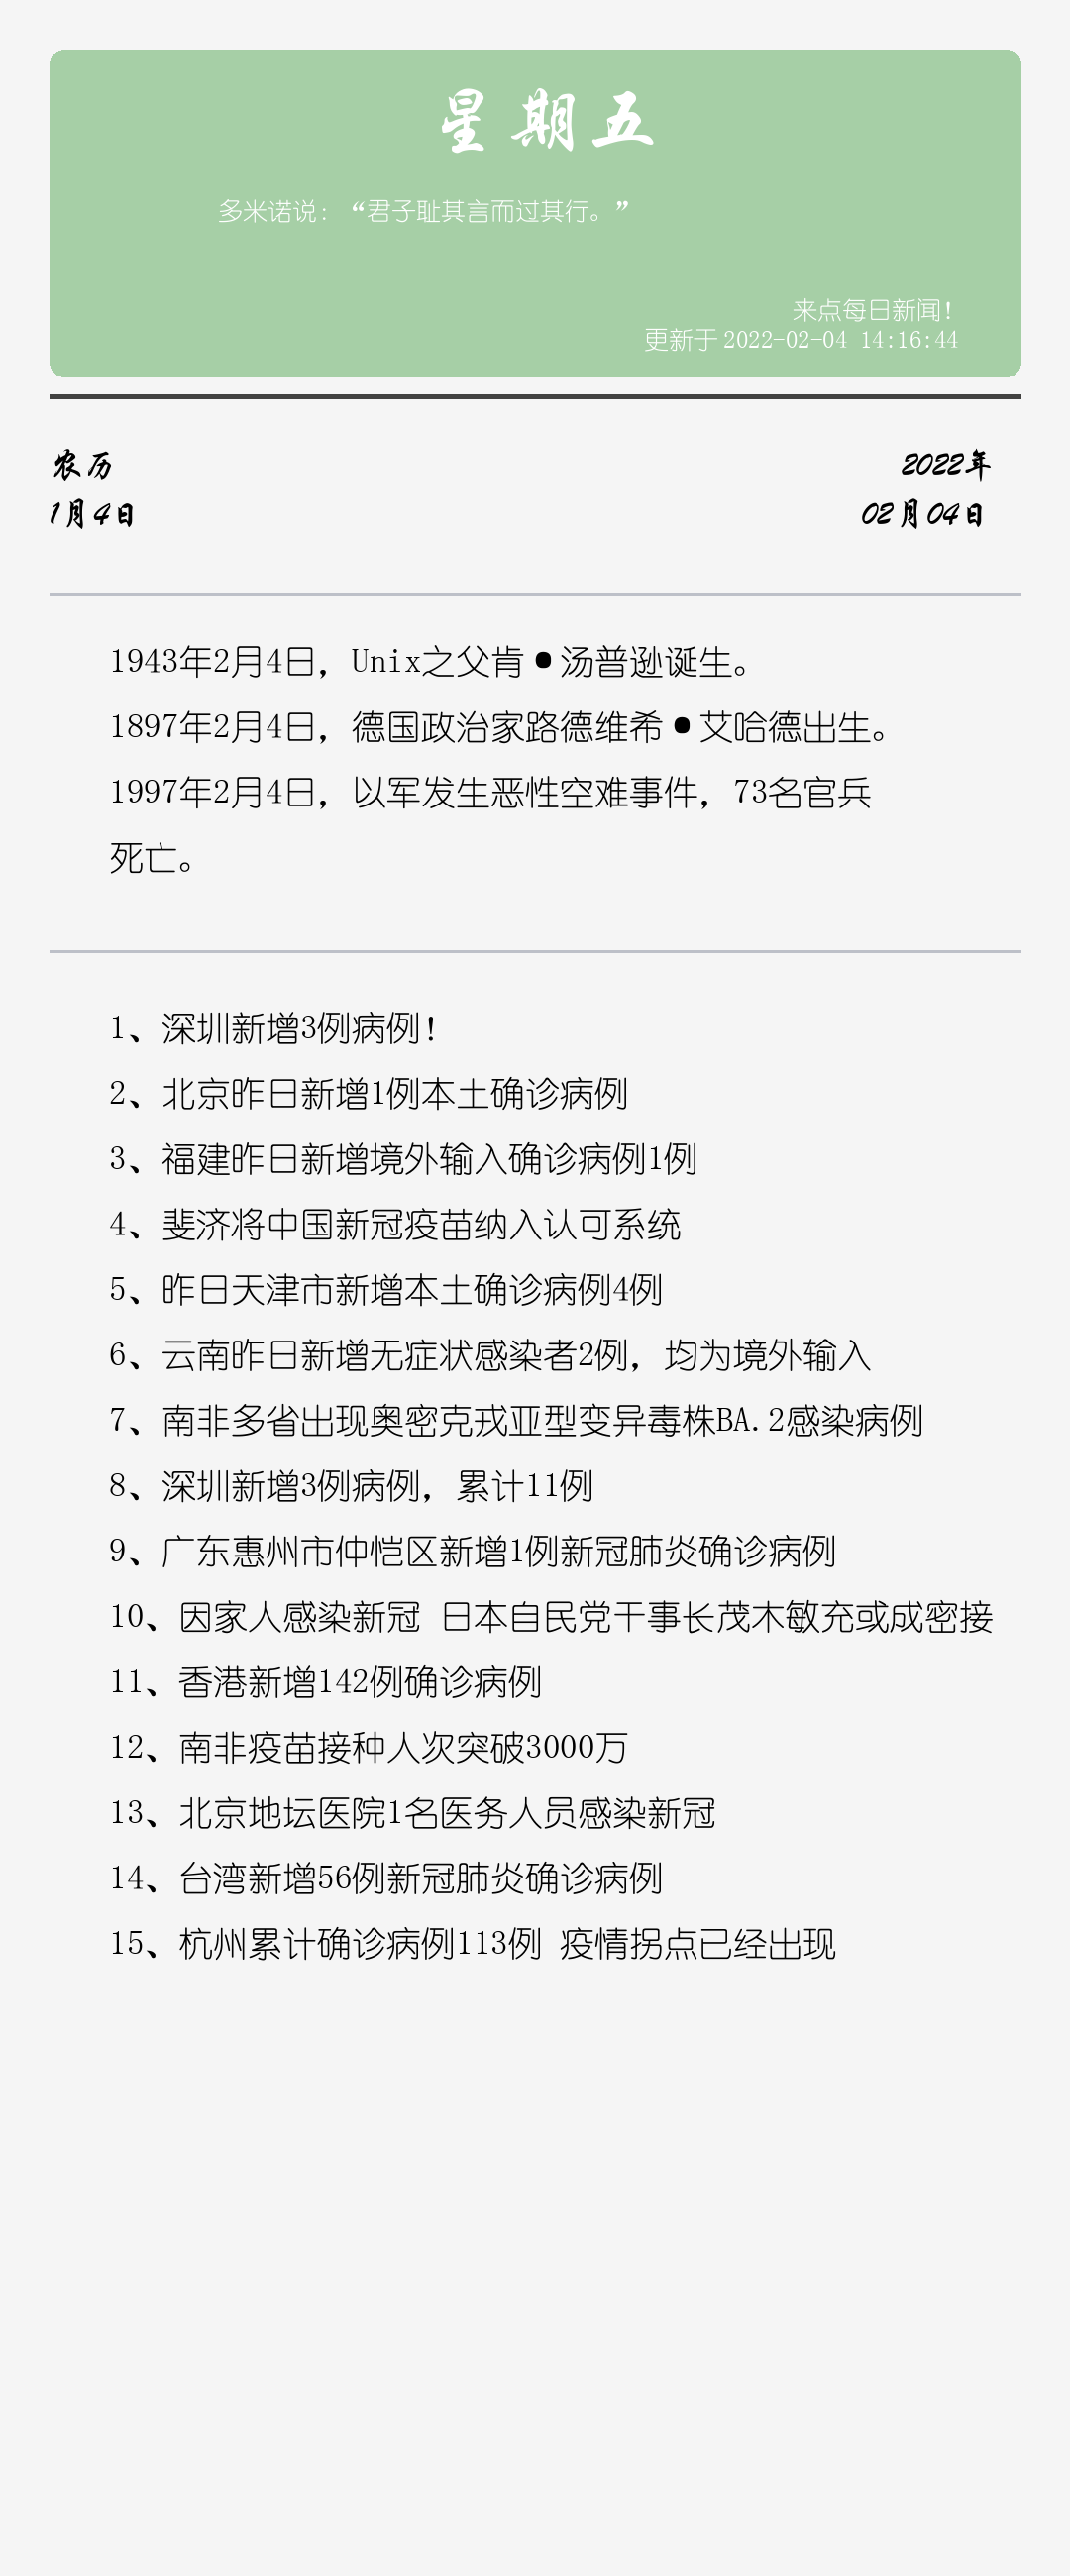 星期五
多米诺说：“君子耻其言而过其行。”
来点每日新闻！
更新于 2022-02-04 14:16:44
农历
1月4日
2022年
02月04日
1943年2月4日，Unix之父肯•汤普逊诞生。
1897年2月4日，德国政治家路德维希•艾哈德出生。
1997年2月4日，以军发生恶性空难事件，73名官兵
死亡。
1、深圳新增3例病例！
2、北京昨日新增1例本土确诊病例
3、福建昨日新增境外输入确诊病例1例
4、斐济将中国新冠疫苗纳入认可系统
5、昨日天津市新增本土确诊病例4例
6、云南昨日新增无症状感染者2例，均为境外输入
7、南非多省出现奥密克戎亚型变异毒株BA.2感染病例
8、深圳新增3例病例，累计11例
9、广东惠州市仲恺区新增1例新冠肺炎确诊病例
10、因家人感染新冠 日本自民党干事长茂木敏充或成密接
11、香港新增142例确诊病例
12、南非疫苗接种人次突破3000万
13、北京地坛医院1名医务人员感染新冠
14、台湾新增56例新冠肺炎确诊病例
15、杭州累计确诊病例113例 疫情拐点已经出现